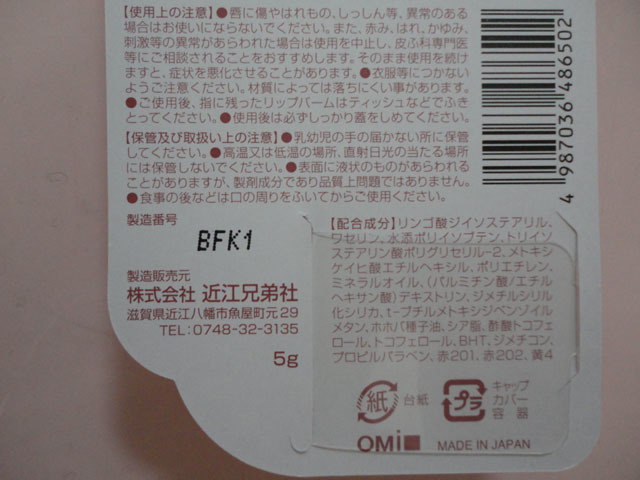 【使用上の注意】●唇に傷やはれもの、しっしん等、異常のある
場合はお使いにならないでください。また、赤み、はれ、かゆみ、
刺激等の異常があらわれた場合は使用を中止し、皮ふ科専門医
等にご相談されることをおすすめします。そのまま使用を続け
ますと、症状を悪化させることがあります。●衣服等につかない
ようご注意ください。材質によっては落ちにくい事があります。
●ご使用後、指に残ったリップバームはティッシュなどでふき
とってください。●使用後は必ずしっかり蓋をしめてください。
【保管及び取扱い上の注意】●乳幼児の手の届かない所に保管
してください。●高温又は低温の場所、直射日光の当たる場所
には保管しないでください。●表面に液状のものがあらわれる
ことがありますが、製剤成分であり品質上問題ではありません。
●食事の後などは口の周りをふいてからご使用ください。
4 987036 486502
製造番号
BFK1
製造販売元
株式会社 近江兄弟社
滋賀県近江八幡市魚屋町元29
TEL:0748-32-3135
5g
【配合成分】リンゴ酸ジイソステアリル、
ワセリン、水添ポリイソブテン、トリイソ
ステアリン酸ポリグリセリル-2、メトキシ
ケイヒ酸エチルヘキシル、ポリエチレン、
ミネラルオイル、(パルミチン酸/エチル
ヘキサン酸)デキストリン、ジメチルシリル
化シリカ、t-ブチルメトキシジベンゾイル
メタン、ホホバ種子油、シア脂、酢酸トコフェ
ロール、トコフェロール、BHT、ジメチコン、
プロピルパラベン、赤201、赤202、黄4
紙 台紙
プラ キャップ
カバー
容器
OMi
MADE IN JAPAN